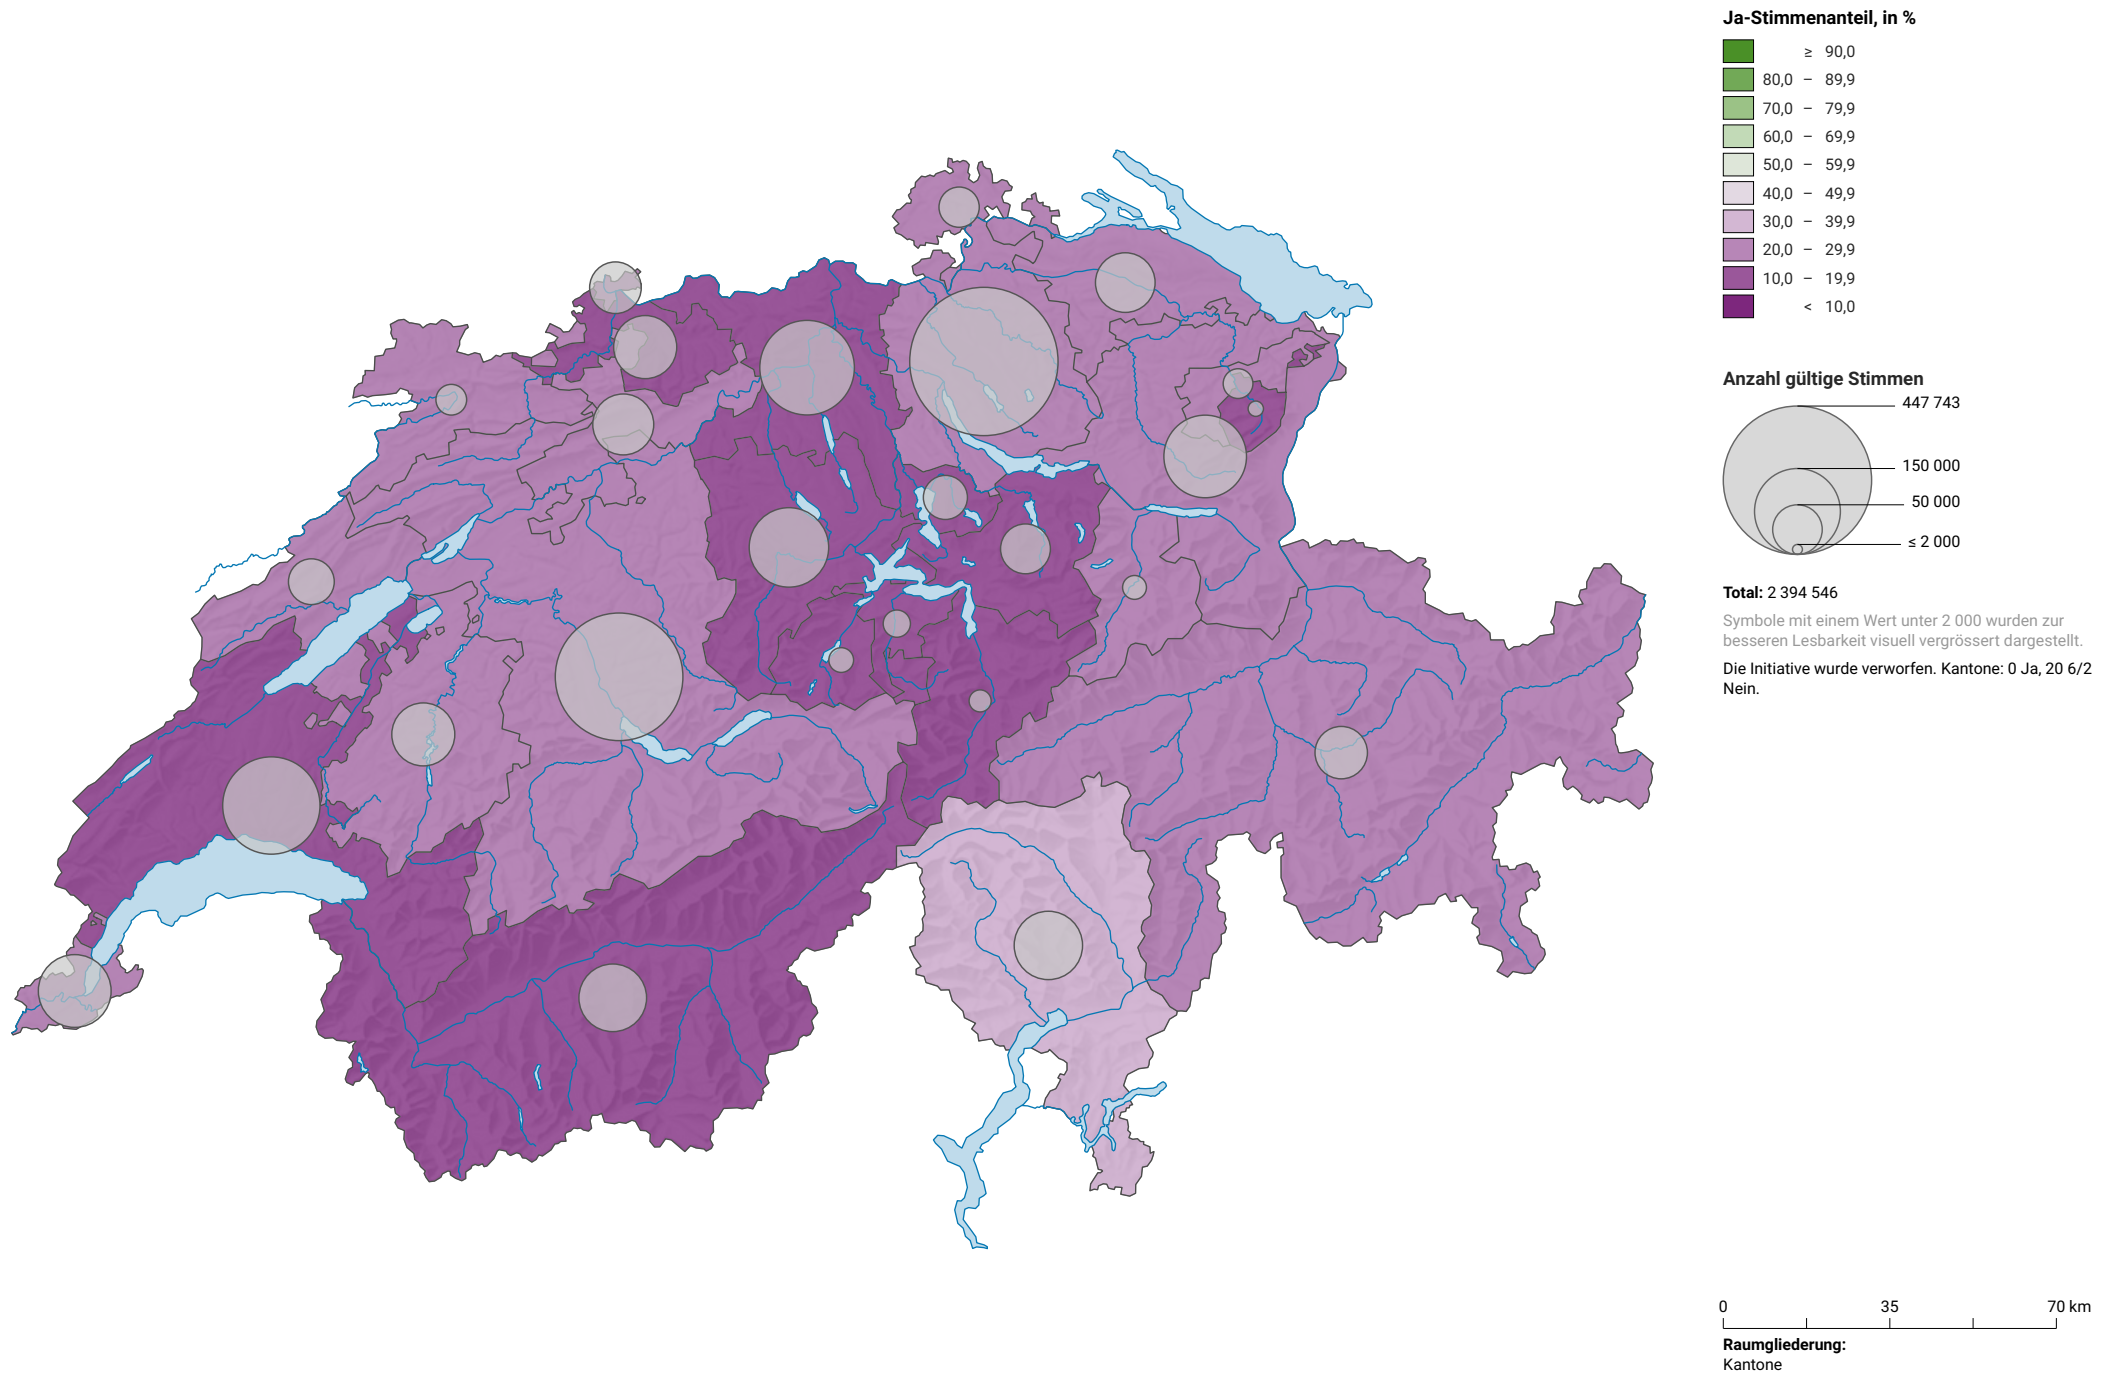 Ja-Stimmenanteil, in %
≥ 90,0
80,0 – 89,9
70,0 – 79,9
60,0 – 69,9
50,0 – 59,9
40,0 – 49,9
30,0 – 39,9
20,0 – 29,9
10,0 – 19,9
< 10,0
Anzahl gültige Stimmen
447 743
150 000
50 000
≤ 2 000
Total: 2 394 546
Symbole mit einem Wert unter 2 000 wurden zur
besseren Lesbarkeit visuell vergrössert dargestellt.
Die Initiative wurde verworfen. Kantone: 0 Ja, 20 6/2
Nein.
0 35 70 km
Raumgliederung:
Kantone